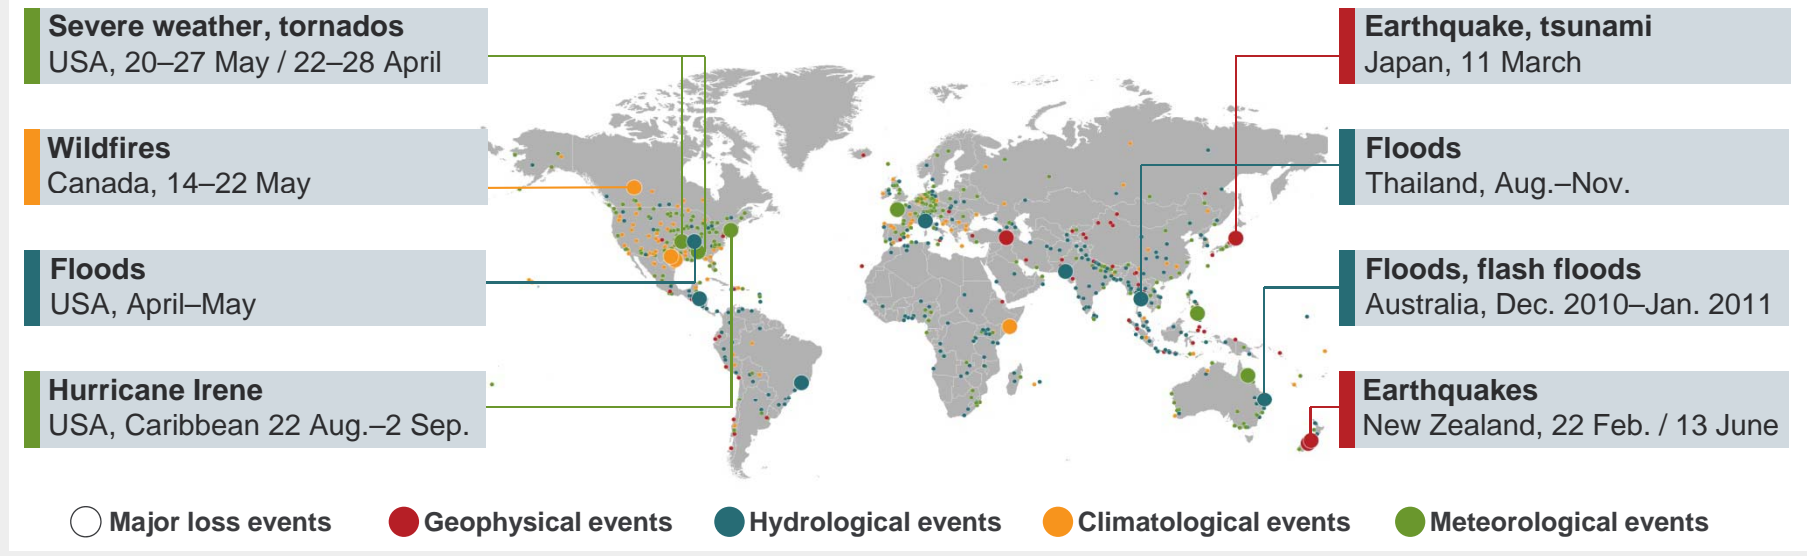 Severe weather, tornados
USA, 20–27 May / 22–28 April
Wildfires
Canada, 14–22 May
Floods
USA, April–May
Hurricane Irene
USA, Caribbean 22 Aug.–2 Sep.
Earthquake, tsunami
Japan, 11 March
Floods
Thailand, Aug.–Nov.
Floods, flash floods
Australia, Dec. 2010–Jan. 2011
Earthquakes
New Zealand, 22 Feb. / 13 June
Major loss events
Geophysical events
Hydrological events
Climatological events
Meteorological events